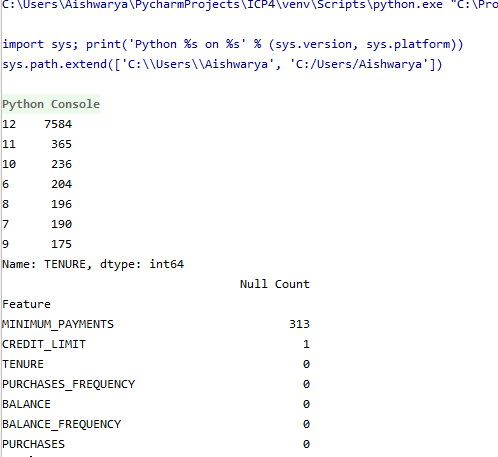 C:\Users\Aishwarya\PycharmProjects\ICP4\venv\Scripts\python.exe "C:\Pro
import sys; print('Python %s on %s' % (sys.version, sys.platform))
sys.path.extend(['C:\\Users\\Aishwarya', 'C:/Users/Aishwarya'])
Python Console
12    7584
11     365
10     236
6      204
8      196
7      190
9      175
Name: TENURE, dtype: int64
Null Count
Feature
MINIMUM_PAYMENTS 313
CREDIT_LIMIT 1
TENURE 0
PURCHASES_FREQUENCY 0
BALANCE 0
BALANCE_FREQUENCY 0
PURCHASES 0